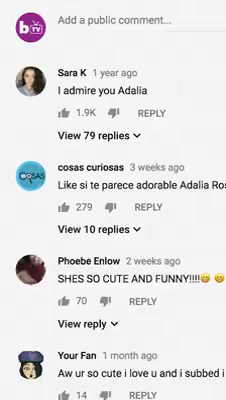 b
TV
Add a public comment...
Sara K 1 year ago
I admire you Adalia
1.9K REPLY
View 79 replies
COSAS
cosas curiosas 3 weeks ago
Like si te parece adorable Adalia Ros
279 REPLY
View 10 replies
Phoebe Enlow 2 weeks ago
SHES SO CUTE AND FUNNY!!!!😁 😁
70 REPLY
View reply
Your Fan 1 month ago
Aw ur so cute i love u and i subbed i
14 REPLY